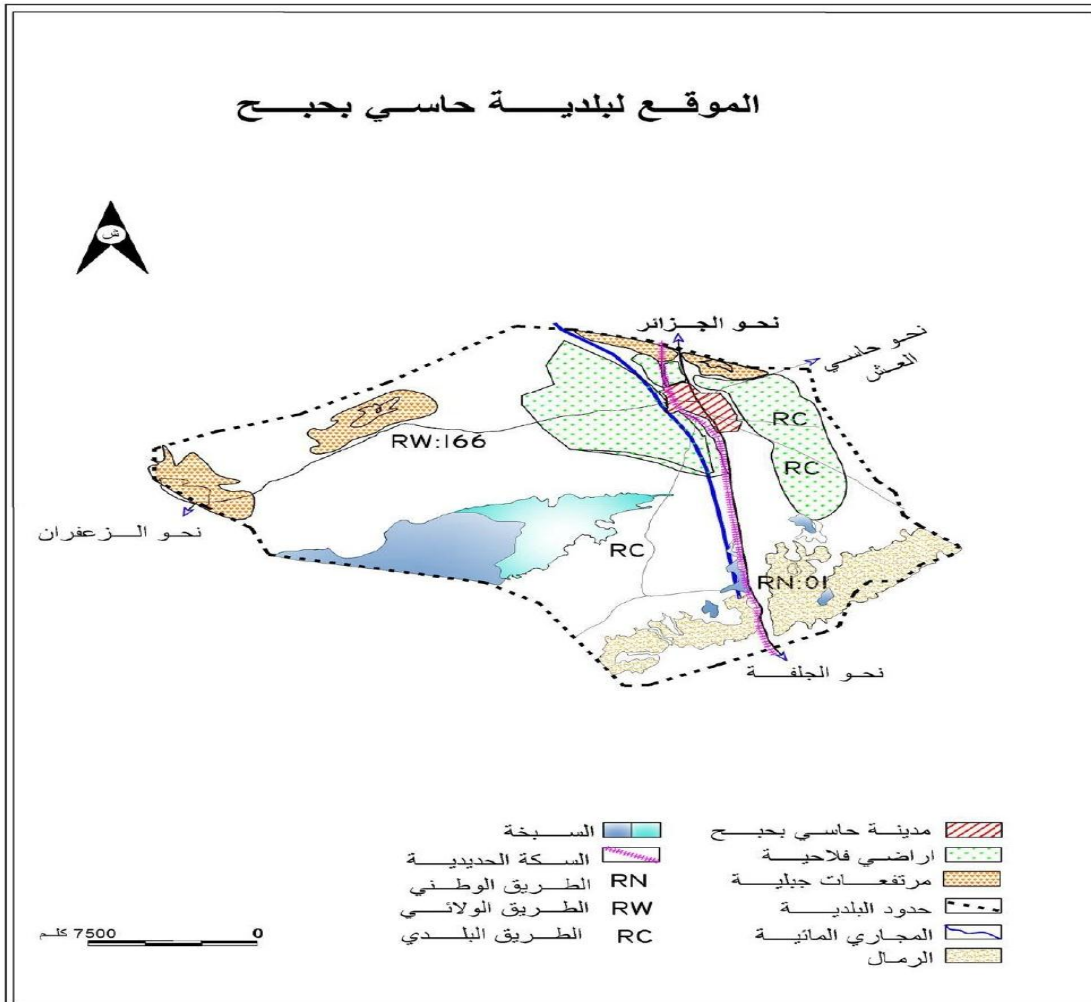 الموقع لبلدية حاسي بحبح
ش
نحو الجزائر
نحو حاسي
العش
RC
RC
RW:166
نحو الزعفران
RC
RN:01
نحو الجلفة
مدينة حاسي بحبح
اراضي فلاحية
مرتفعات جبلية
حدود البلدية
المجاري المائية
الرمال
السبخة
السكة الحديدية
RN الطريق الوطني
RW الطريق الولائي
RC الطريق البلدي
0 7500 كلم